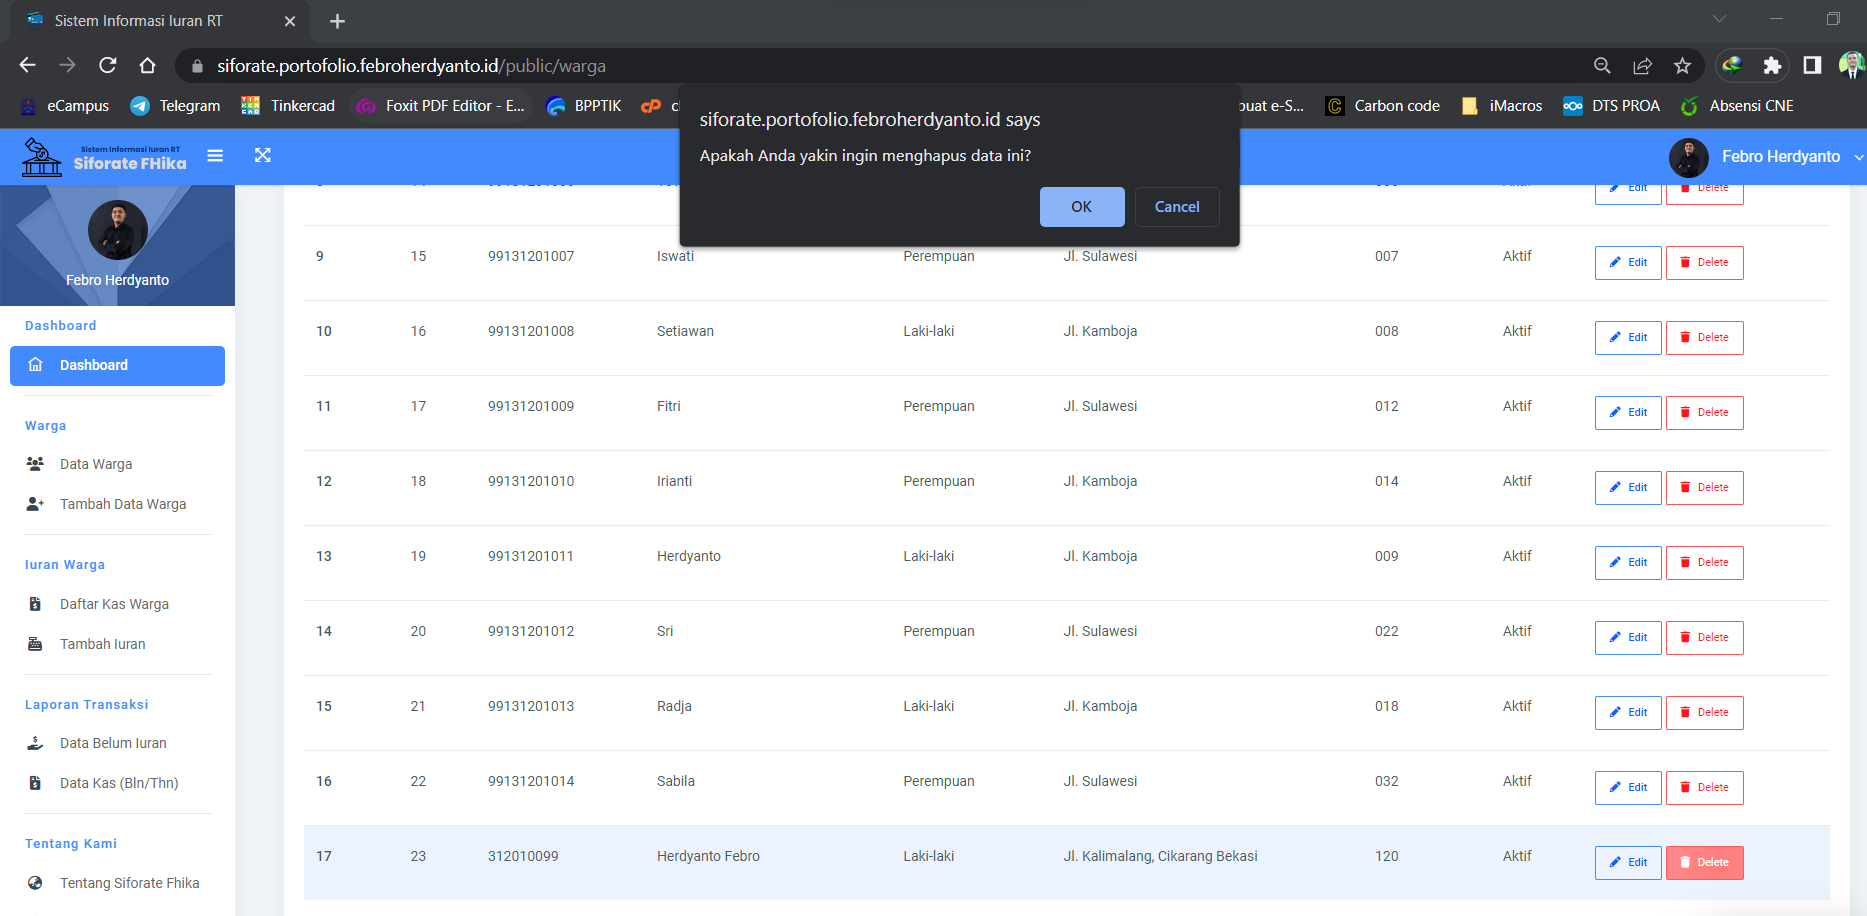 Sistem Informasi Iuran RT
siforate.portofolio.febroherdyanto.id/public/warga
eCampus Telegram Tinkercad Foxit PDF Editor - E... BPPTIK Carbon code iMacros DTS PROA Absensi CNE
siforate.portofolio.febroherdyanto.id says
Apakah Anda yakin ingin menghapus data ini?
OK Cancel
Sistem Informasi Iuran RT
Siforate FHika
Febro Herdyanto
Febro Herdyanto
Dashboard
Dashboard
Warga
Data Warga
Tambah Data Warga
Iuran Warga
Daftar Kas Warga
Tambah Iuran
Laporan Transaksi
Data Belum Iuran
Data Kas (Bln/Thn)
Tentang Kami
Tentang Siforate Fhika
Edit Delete
9 15 99131201007 Iswati Perempuan Jl. Sulawesi 007 Aktif Edit Delete
10 16 99131201008 Setiawan Laki-laki Jl. Kamboja 008 Aktif Edit Delete
11 17 99131201009 Fitri Perempuan Jl. Sulawesi 012 Aktif Edit Delete
12 18 99131201010 Irianti Perempuan Jl. Kamboja 014 Aktif Edit Delete
13 19 99131201011 Herdyanto Laki-laki Jl. Kamboja 009 Aktif Edit Delete
14 20 99131201012 Sri Perempuan Jl. Sulawesi 022 Aktif Edit Delete
15 21 99131201013 Radja Laki-laki Jl. Kamboja 018 Aktif Edit Delete
16 22 99131201014 Sabila Perempuan Jl. Sulawesi 032 Aktif Edit Delete
17 23 312010099 Herdyanto Febro Laki-laki Jl. Kalimalang, Cikarang Bekasi 120 Aktif Edit Delete